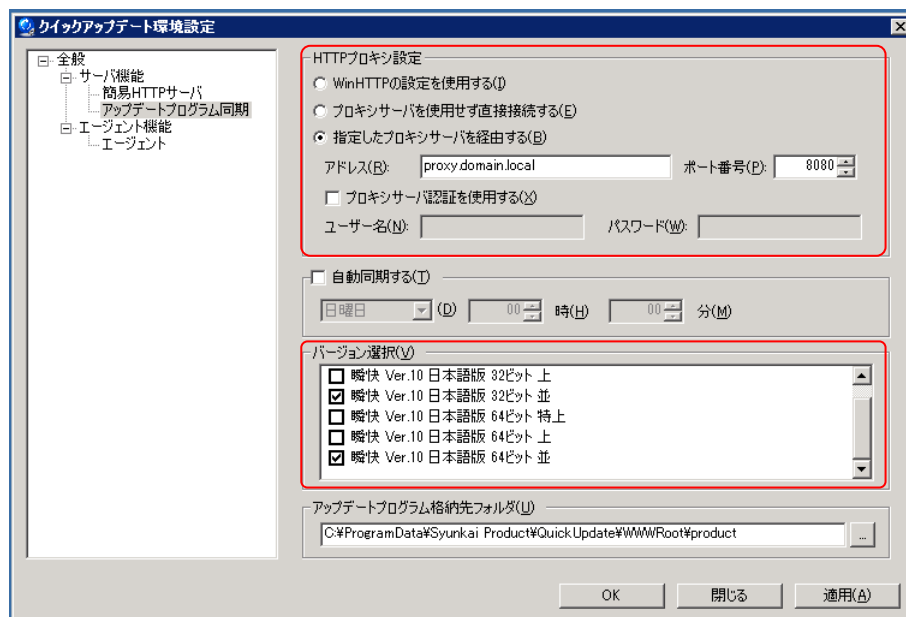 クイックアップデート環境設定
全般
サーバ機能
簡易HTTPサーバ
アップデートプログラム同期
エージェント機能
エージェント
HTTPプロキシ設定
WinHTTPの設定を使用する(I)
プロキシサーバを使用せず直接接続する(E)
指定したプロキシサーバを経由する(B)
アドレス(R): proxy.domain.local ポート番号(P): 8080
プロキシサーバ認証を使用する(X)
ユーザー名(N): パスワード(W):
自動同期する(T)
日曜日 (D) 00 時(H) 00 分(M)
バージョン選択(V)
瞬快 Ver.10 日本語版 32ビット 上
瞬快 Ver.10 日本語版 32ビット 並
瞬快 Ver.10 日本語版 64ビット 特上
瞬快 Ver.10 日本語版 64ビット 上
瞬快 Ver.10 日本語版 64ビット 並
アップデートプログラム格納先フォルダ(U)
C:¥ProgramData¥Syunkai Product¥QuickUpdate¥WWWRoot¥product ...
OK 閉じる 適用(A)